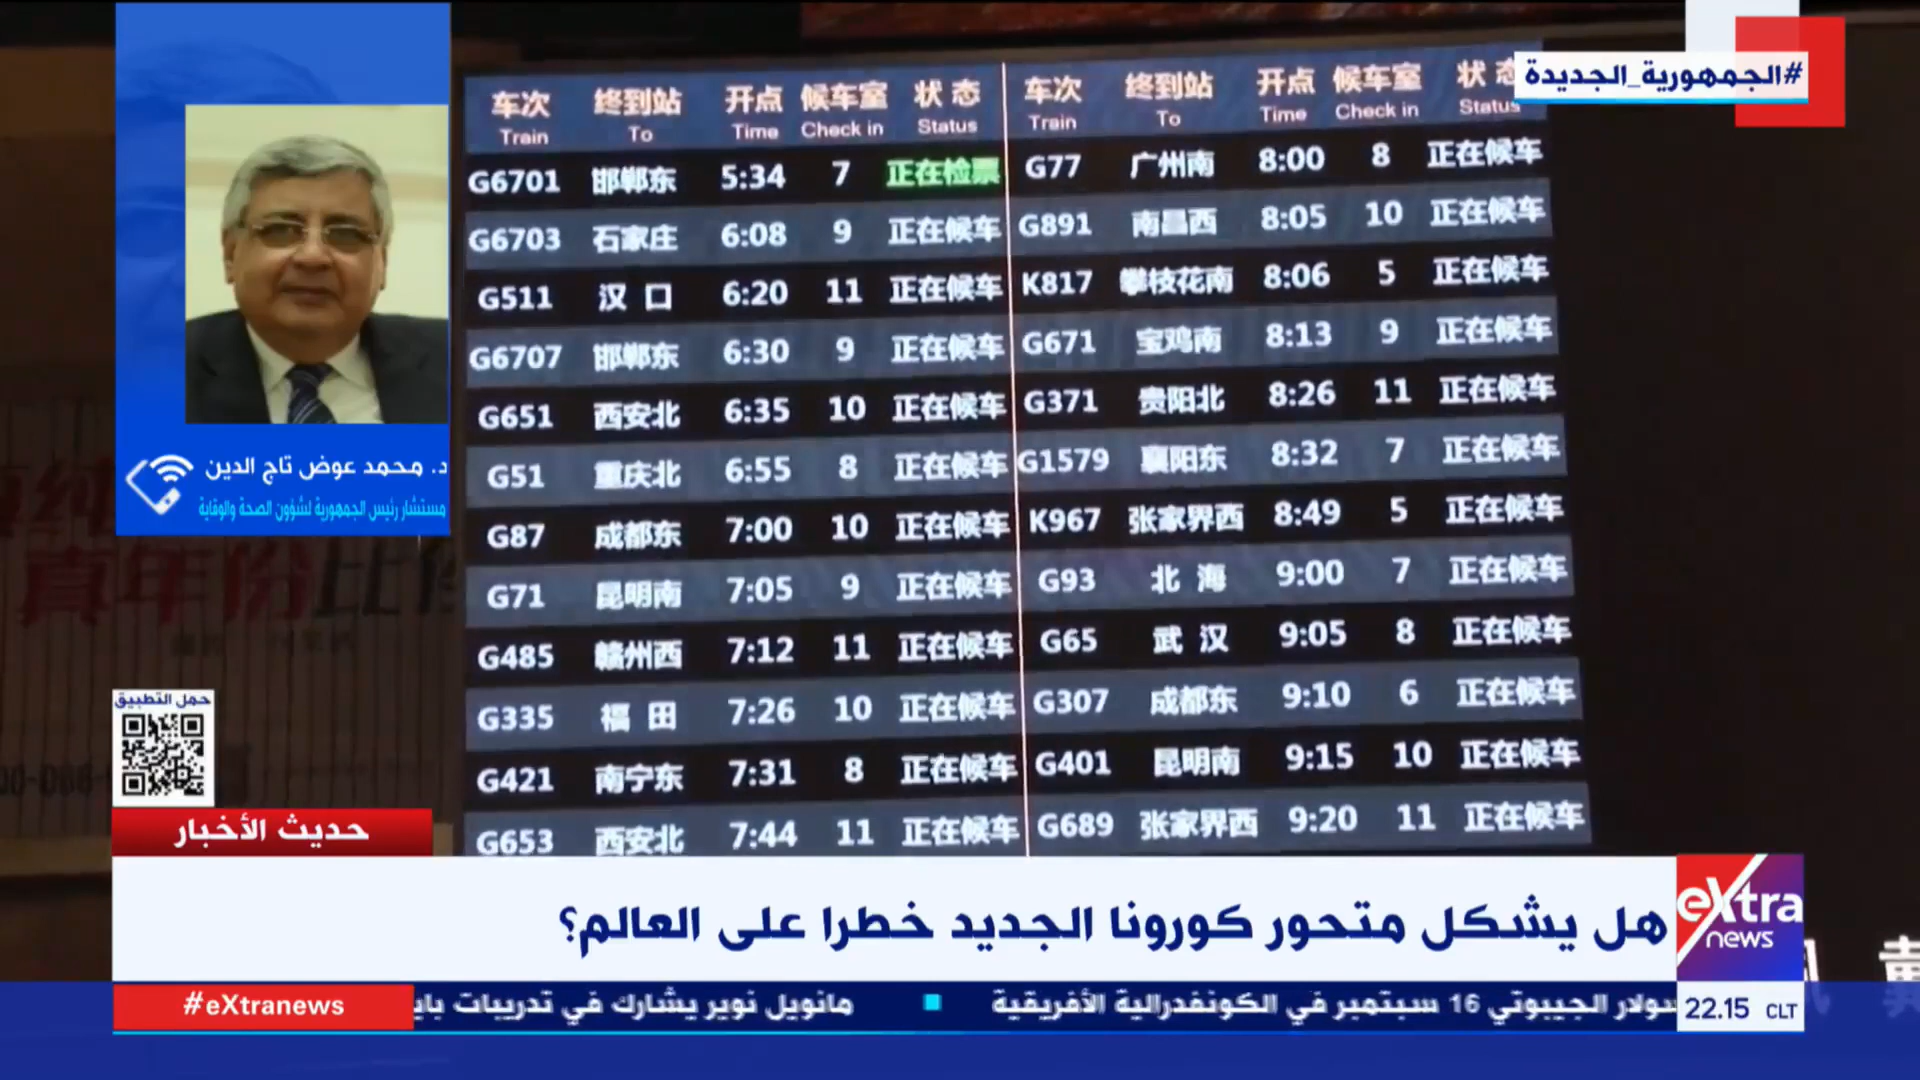 #الجمهورية_الجديدة
车次 终到站 开点 候车室 状态 车次 终到站 开点 候车室 状
Train To Time Check in Status Train To Time Check in Status
G6701 邯郸东 5:34 7 正在检票 G77 广州南 8:00 8 正在候车
G6703 石家庄 6:08 9 正在候车 G891 南昌西 8:05 10 正在候车
G511 汉口 6:20 11 正在候车 K817 攀枝花南 8:06 5 正在候车
G6707 邯郸东 6:30 9 正在候车 G671 宝鸡南 8:13 9 正在候车
G651 西安北 6:35 10 正在候车 G371 贵阳北 8:26 11 正在候车
G51 重庆北 6:55 8 正在候车 G1579 襄阳东 8:32 7 正在候车
G87 成都东 7:00 10 正在候车 K967 张家界西 8:49 5 正在候车
G71 昆明南 7:05 9 正在候车 G93 北海 9:00 7 正在候车
G485 赣州西 7:12 11 正在候车 G65 武汉 9:05 8 正在候车
G335 福田 7:26 10 正在候车 G307 成都东 9:10 6 正在候车
G421 南宁东 7:31 8 正在候车 G401 昆明南 9:15 10 正在候车
G653 西安北 7:44 11 正在候车 G689 张家界西 9:20 11 正在候车
د. محمد عوض تاج الدين
مستشار رئيس الجمهورية لشؤون الصحة والوقاية
真年份比
حمل التطبيق
حديث الأخبار
هل يشكل متحور كورونا الجديد خطرا على العالم؟
eXtra
news
سولار الجيبوتي 16 سبتمبر في الكونفدرالية الأفريقية
مانويل نوير يشارك في تدريبات
#eXtranews
22.15 CLT